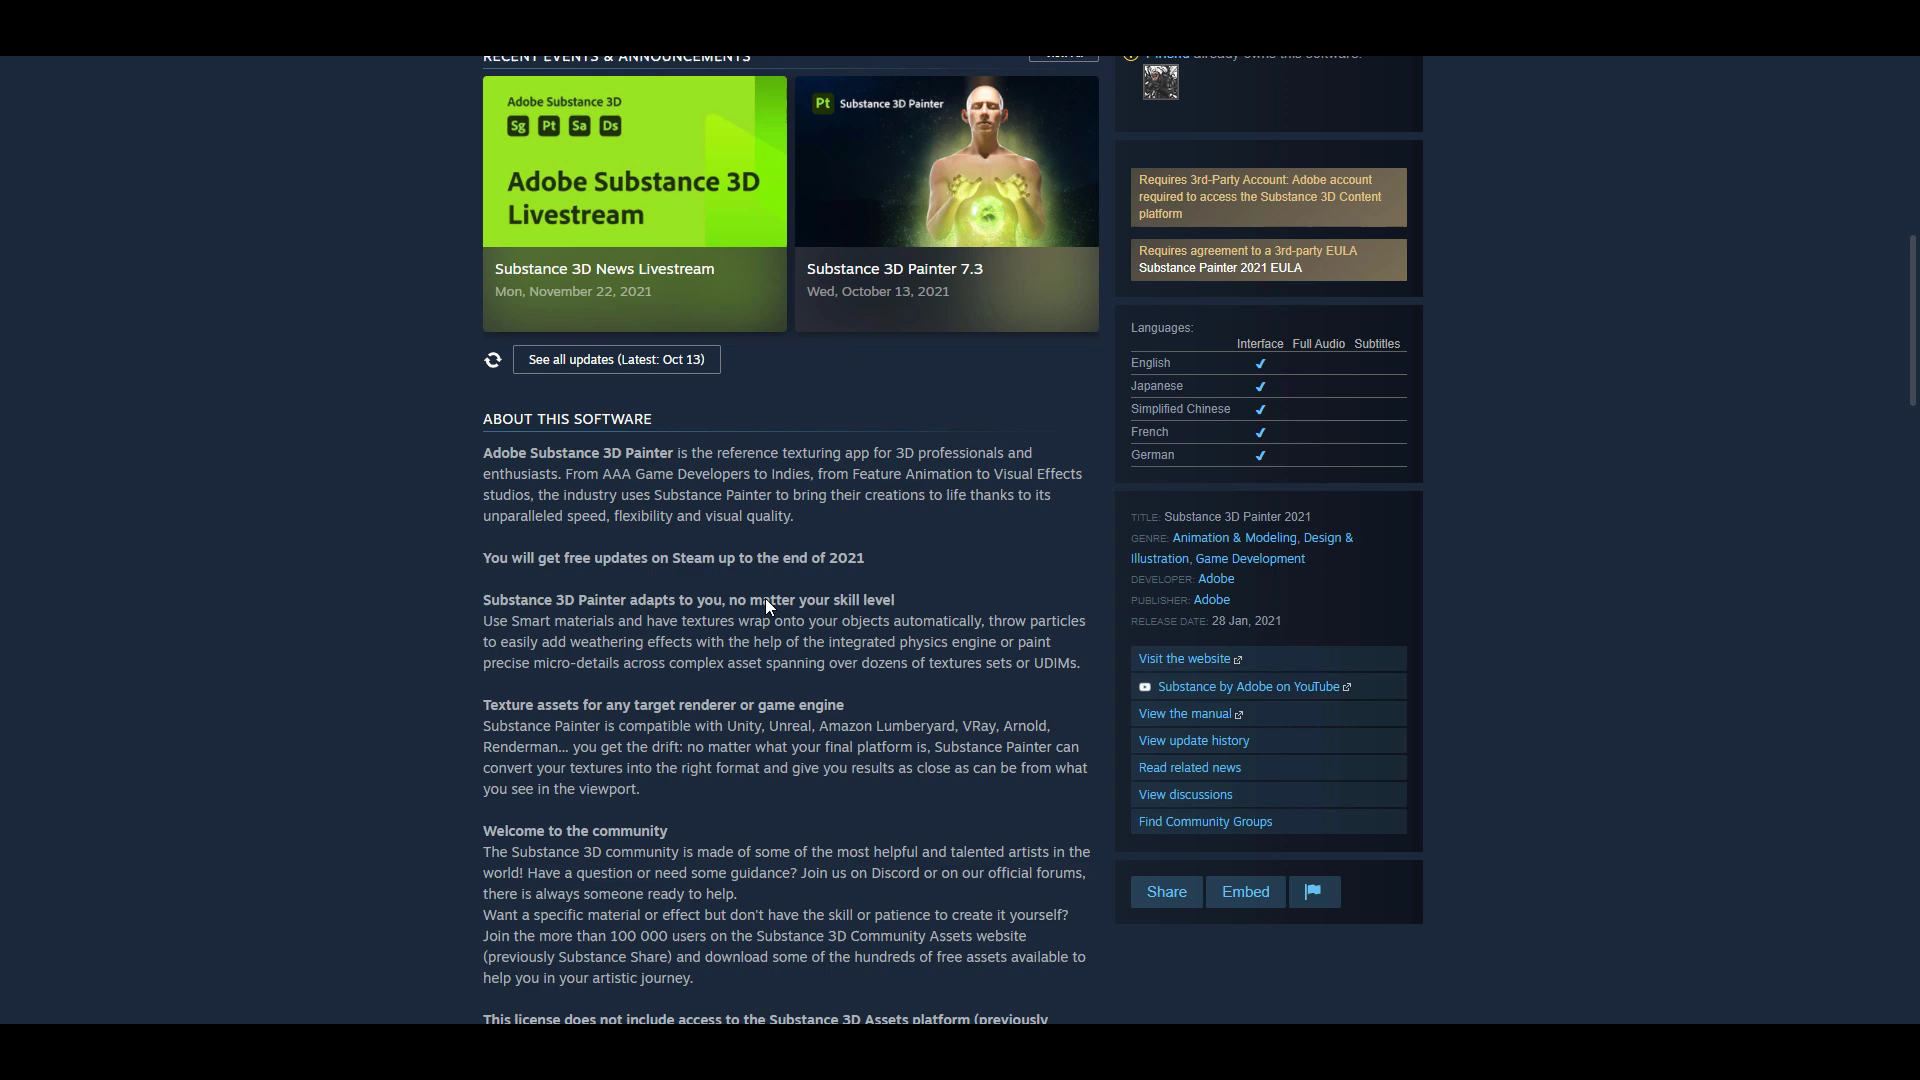 RECENT EVENTS & ANNOUNCEMENTS
Adobe Substance 3D
Sg Pt Sa Ds
Adobe Substance 3D
Livestream
Substance 3D News Livestream
Mon, November 22, 2021
Pt Substance 3D Painter
Substance 3D Painter 7.3
Wed, October 13, 2021
See all updates (Latest: Oct 13)
ABOUT THIS SOFTWARE
Adobe Substance 3D Painter is the reference texturing app for 3D professionals and
enthusiasts. From AAA Game Developers to Indies, from Feature Animation to Visual Effects
studios, the industry uses Substance Painter to bring their creations to life thanks to its
unparalleled speed, flexibility and visual quality.
You will get free updates on Steam up to the end of 2021
Substance 3D Painter adapts to you, no matter your skill level
Use Smart materials and have textures wrap onto your objects automatically, throw particles
to easily add weathering effects with the help of the integrated physics engine or paint
precise micro-details across complex asset spanning over dozens of textures sets or UDIMs.
Texture assets for any target renderer or game engine
Substance Painter is compatible with Unity, Unreal, Amazon Lumberyard, VRay, Arnold,
Renderman... you get the drift: no matter what your final platform is, Substance Painter can
convert your textures into the right format and give you results as close as can be from what
you see in the viewport.
Welcome to the community
The Substance 3D community is made of some of the most helpful and talented artists in the
world! Have a question or need some guidance? Join us on Discord or on our official forums,
there is always someone ready to help.
Want a specific material or effect but don't have the skill or patience to create it yourself?
Join the more than 100 000 users on the Substance 3D Community Assets website
(previously Substance Share) and download some of the hundreds of free assets available to
help you in your artistic journey.
This license does not include access to the Substance 3D Assets platform (previously
already owns this software.
Requires 3rd-Party Account: Adobe account
required to access the Substance 3D Content
platform
Requires agreement to a 3rd-party EULA
Substance Painter 2021 EULA
Languages:
Interface Full Audio Subtitles
English ✔
Japanese ✔
Simplified Chinese ✔
French ✔
German ✔
TITLE: Substance 3D Painter 2021
GENRE: Animation & Modeling, Design &
Illustration, Game Development
DEVELOPER: Adobe
PUBLISHER: Adobe
RELEASE DATE: 28 Jan, 2021
Visit the website
Substance by Adobe on YouTube
View the manual
View update history
Read related news
View discussions
Find Community Groups
Share Embed